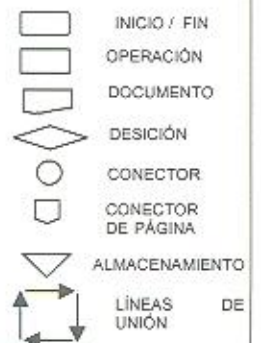 INICIO / FIN
OPERACIÓN
DOCUMENTO
DESICIÓN
CONECTOR
CONECTOR
DE PÁGINA
ALMACENAMIENTO
LÍNEAS DE
UNIÓN